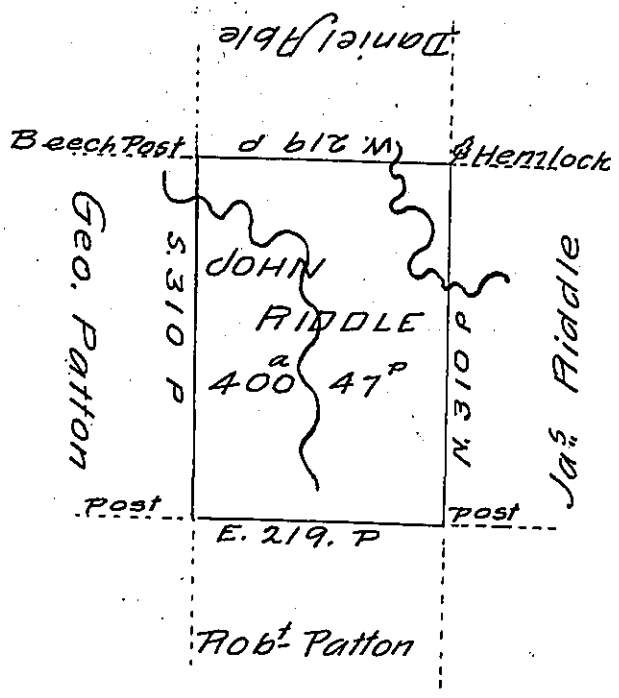 Daniel Able
Beech Post
W. 219 P
Hemlock
Geo. Patton
S. 310 P
JOHN
RIDDLE
400ᵃ 47ᵖ
N. 310 P
Jaˢ Riddle
Post
post
E. 219. P
Robᵗ Patton